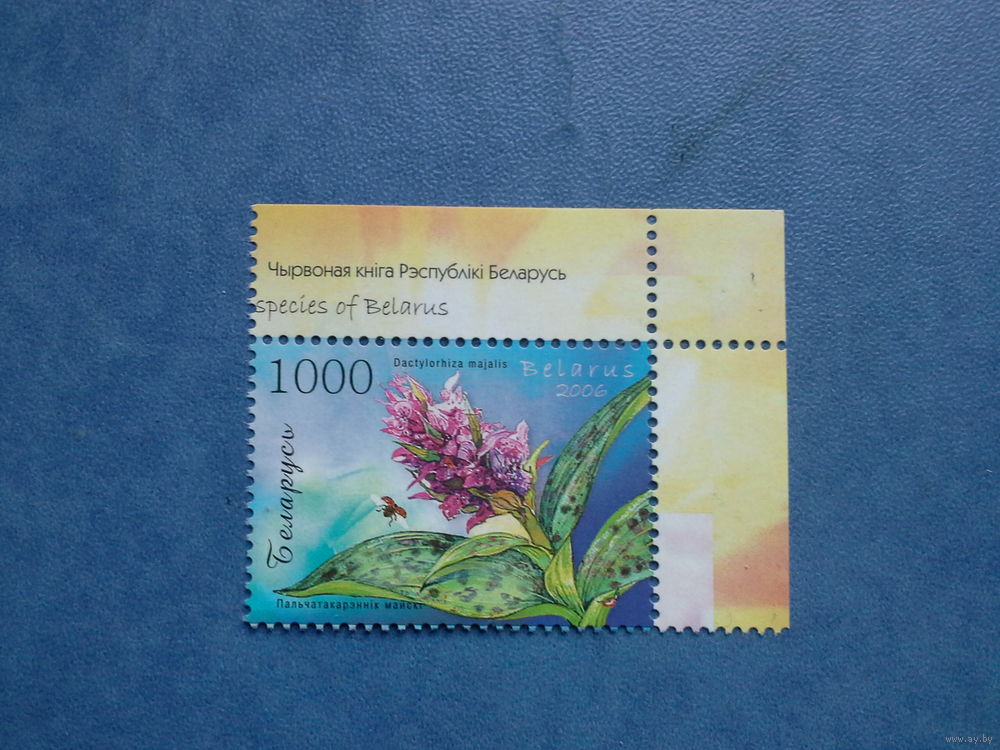 Чырвоная кніга Рэспублікі Беларусь
species of Belarus
1000
Dactylorhiza majalis
Belarus
2006
Беларусь
Пальчатакарэннік майскі
www.ay.by